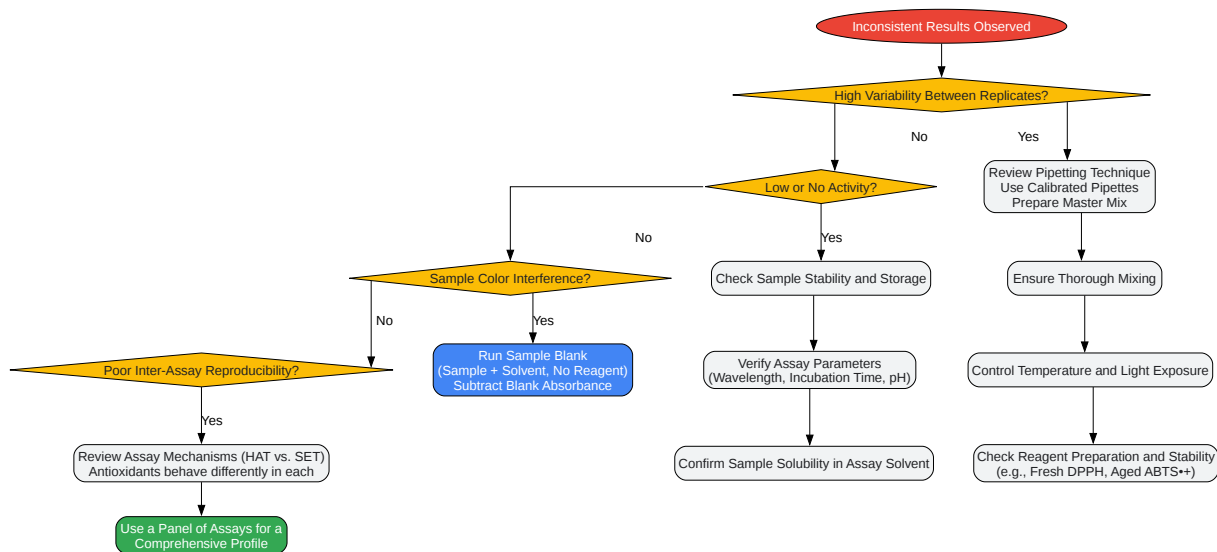 Inconsistent Results Observed
High Variability Between Replicates?
No
Yes
Review Pipetting Technique
Use Calibrated Pipettes
Prepare Master Mix
Low or No Activity?
No
Yes
Sample Color Interference?
Check Sample Stability and Storage
Ensure Thorough Mixing
No
Yes
Run Sample Blank
(Sample + Solvent, No Reagent)
Subtract Blank Absorbance
Verify Assay Parameters
(Wavelength, Incubation Time, pH)
Control Temperature and Light Exposure
Poor Inter-Assay Reproducibility?
Yes
Review Assay Mechanisms (HAT vs. SET)
Antioxidants behave differently in each
Confirm Sample Solubility in Assay Solvent
Check Reagent Preparation and Stability
(e.g., Fresh DPPH, Aged ABTS•+)
Use a Panel of Assays for a
Comprehensive Profile